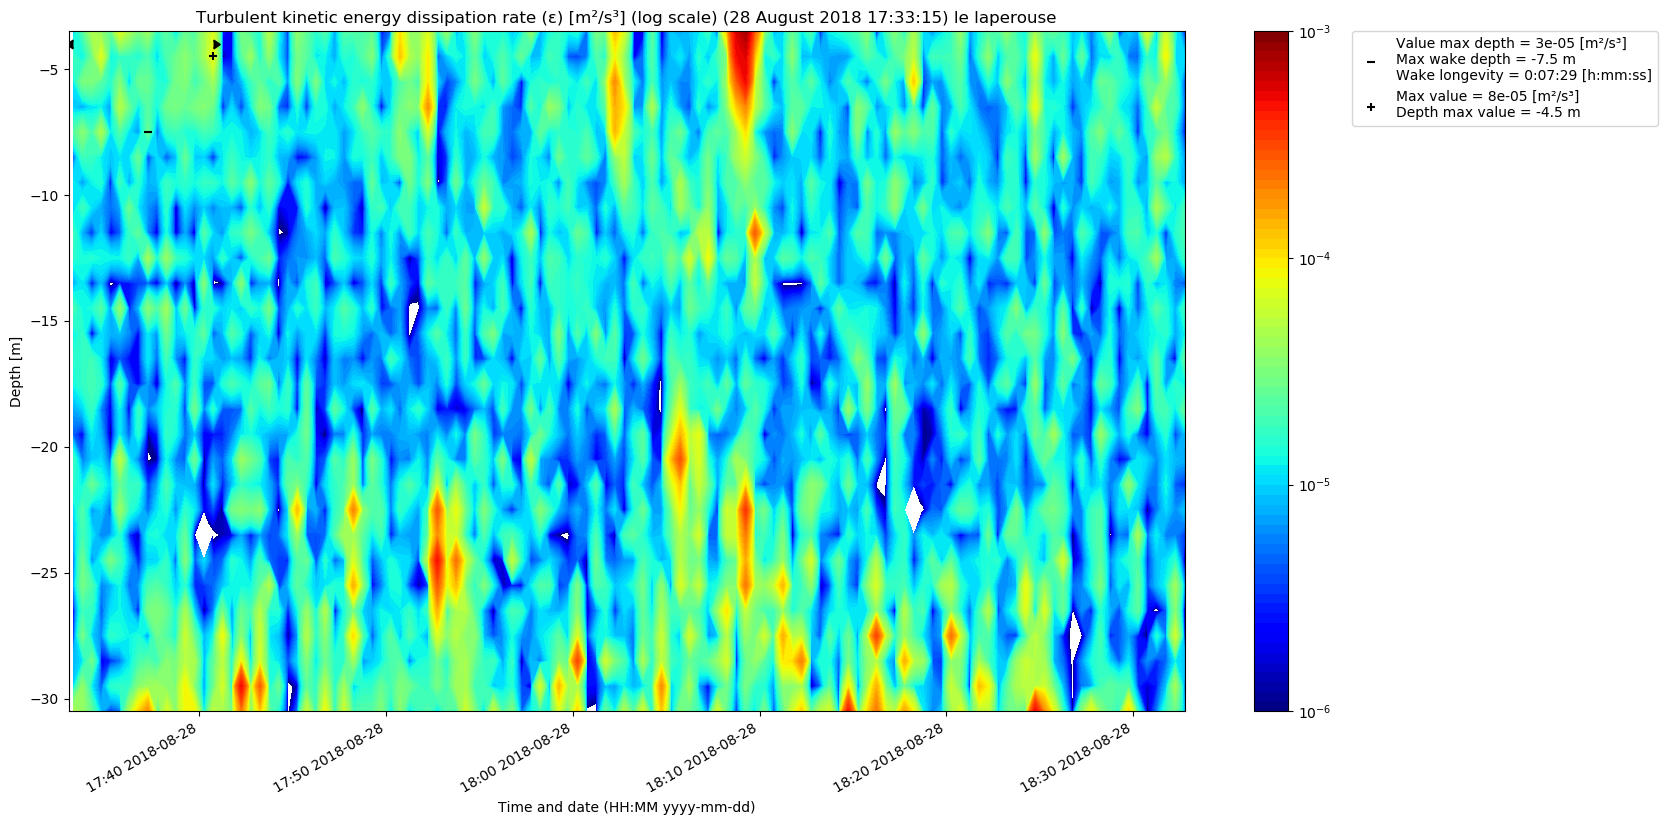 Turbulent kinetic energy dissipation rate (ε) [m²/s³] (log scale) (28 August 2018 17:33:15) le laperouse
Value max depth = 3e-05 [m²/s³]
Max wake depth = -7.5 m
Wake longevity = 0:07:29 [h:mm:ss]
Max value = 8e-05 [m²/s³]
Depth max value = -4.5 m
Depth [m]
−5
−10
−15
−20
−25
−30
10⁻³
10⁻⁴
10⁻⁵
10⁻⁶
17:40 2018-08-28
17:50 2018-08-28
18:00 2018-08-28
18:10 2018-08-28
18:20 2018-08-28
18:30 2018-08-28
Time and date (HH:MM yyyy-mm-dd)